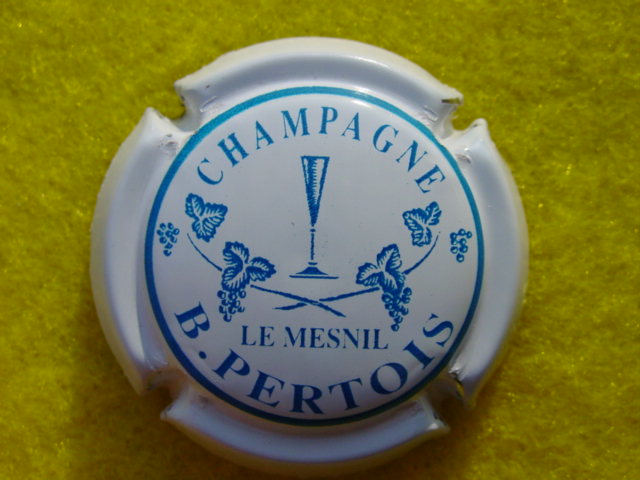 CHAMPAGNE
LE MESNIL
B. PERTOIS